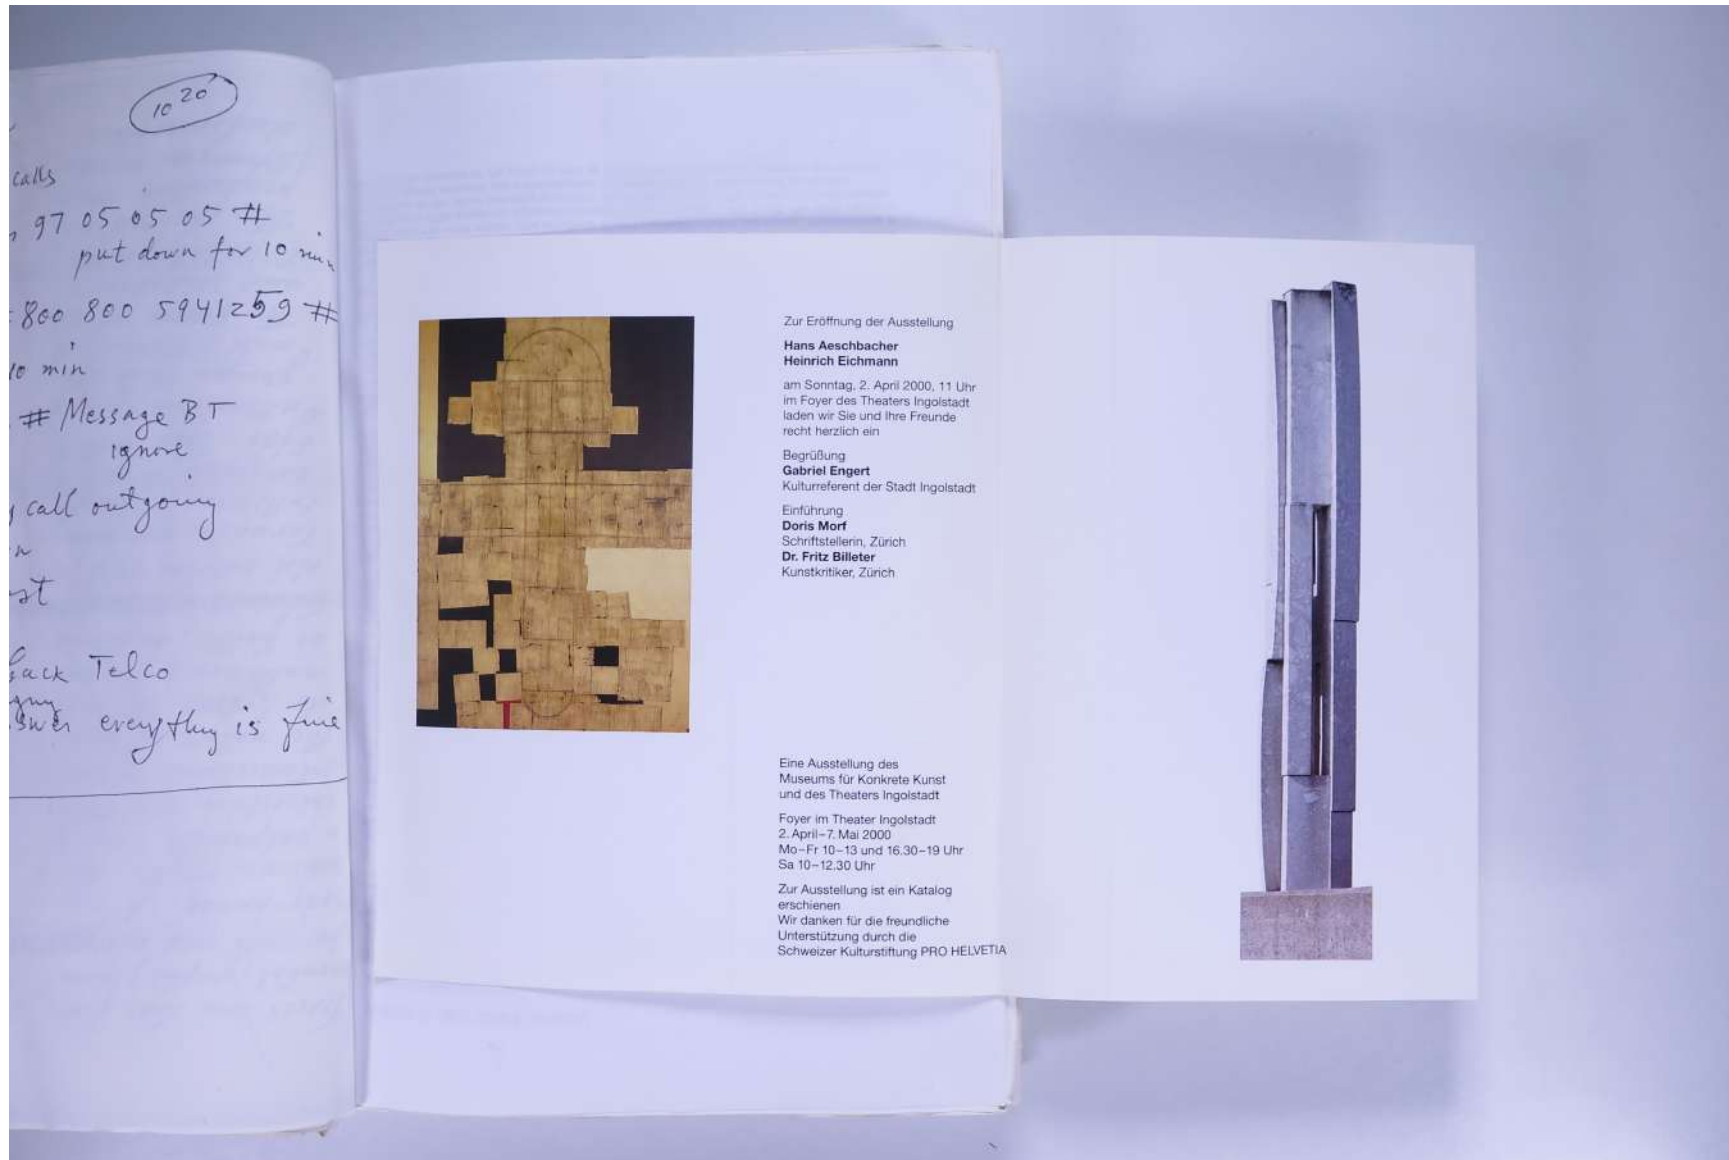 10 20
calls
97 05 05 05 #
put down for 10 min
800 800 5941259 #
10 min
# Message BT
ignore
call outgoing
Telco
everything is fine
Zur Eröffnung der Ausstellung
Hans Aeschbacher
Heinrich Eichmann
am Sonntag, 2. April 2000, 11 Uhr
im Foyer des Theaters Ingolstadt
laden wir Sie und Ihre Freunde
recht herzlich ein
Begrüßung
Gabriel Engert
Kulturreferent der Stadt Ingolstadt
Einführung
Doris Morf
Schriftstellerin, Zürich
Dr. Fritz Billeter
Kunstkritiker, Zürich
Eine Ausstellung des
Museums für Konkrete Kunst
und des Theaters Ingolstadt
Foyer im Theater Ingolstadt
2. April–7. Mai 2000
Mo–Fr 10–13 und 16.30–19 Uhr
Sa 10–12.30 Uhr
Zur Ausstellung ist ein Katalog
erschienen
Wir danken für die freundliche
Unterstützung durch die
Schweizer Kulturstiftung PRO HELVETIA